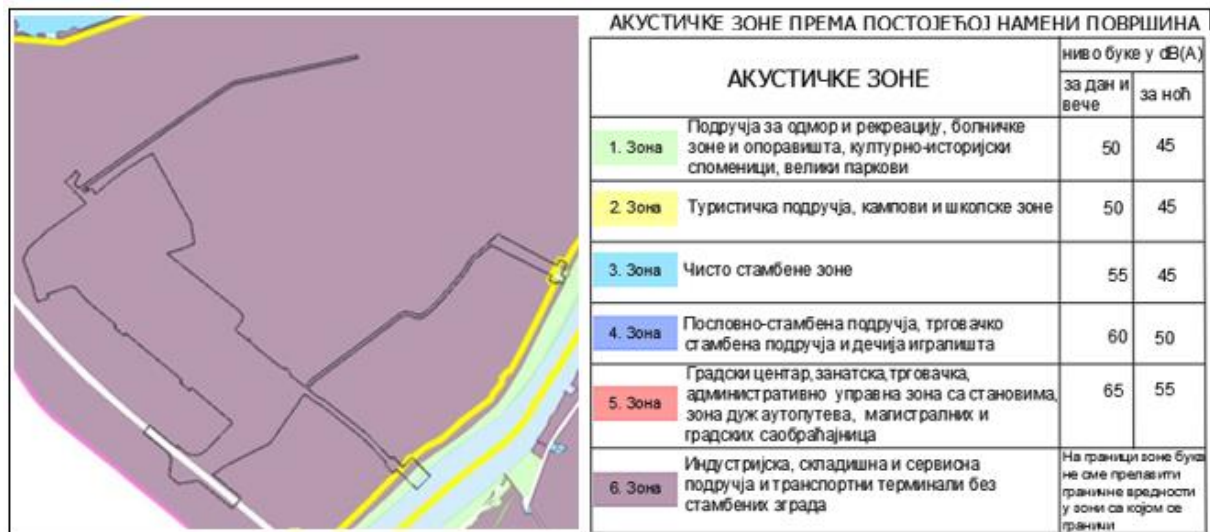 АКУСТИЧКЕ ЗОНЕ ПРЕМА ПОСТОЈЕЋОЈ НАМЕНИ ПОВРШИНА
АКУСТИЧКЕ ЗОНЕ
ниво буке у dB(A)
за дан и
вече
за ноћ
1. Зона
Подручја за одмор и рекреацију, болничке
зоне и опоравишта, културно-историјски
споменици, велики паркови
50
45
2. Зона
Туристичка подручја, кампови и школске зоне
50
45
3. Зона
Чисто стамбене зоне
55
45
4. Зона
Пословно-стамбена подручја, трговачко
стамбена подручја и дечија игралишта
60
50
5. Зона
Градски центар, занатска, трговачка,
административно управна зона са становима,
зона дуж аутопутева, магистралних и
градских саобраћајница
65
55
6. Зона
Индустријска, складишна и сервисна
подручја и транспортни терминали без
стамбених зграда
На граници зоне бука
не сме прелазити
граничне вредности
у зони са којом се
граничи